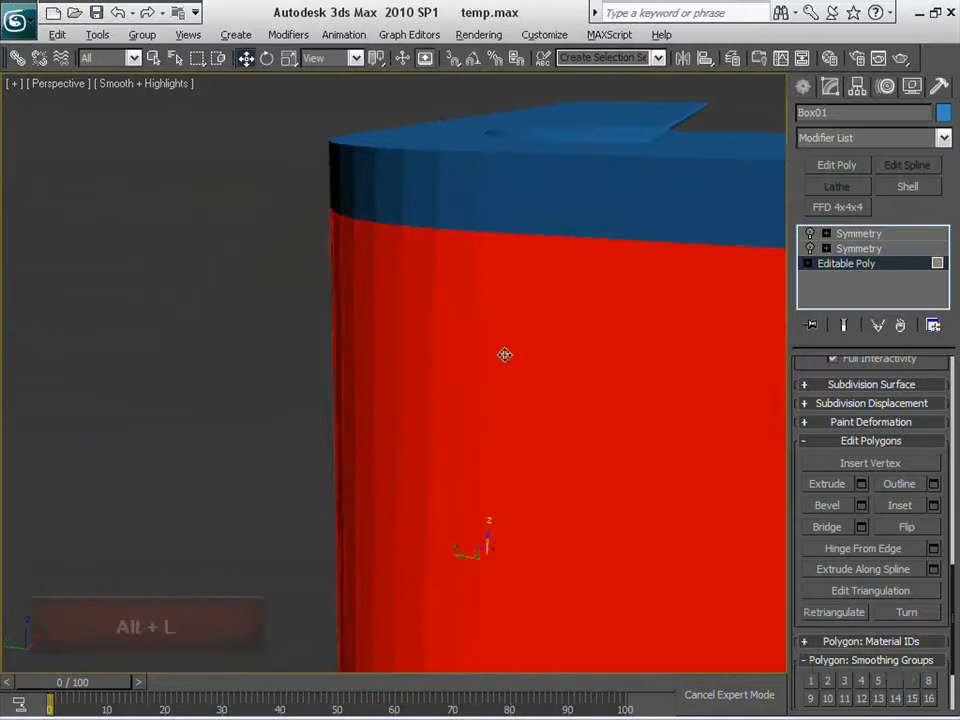 Autodesk 3ds Max 2010 SP1 temp.max
Type a keyword or phrase
Edit Tools Group Views Create Modifiers Animation Graph Editors Rendering Customize MAXScript Help
All View Create Selection Se
[ + ] [ Perspective ] [ Smooth + Highlights ]
Box01
Modifier List
Edit Poly Edit Spline
Lathe Shell
FFD 4x4x4
Symmetry
Symmetry
Editable Poly
Full Interactivity
+ Subdivision Surface
+ Subdivision Displacement
+ Paint Deformation
- Edit Polygons
Insert Vertex
Extrude Outline
Bevel Inset
Bridge Flip
Hinge From Edge
Extrude Along Spline
Edit Triangulation
Retriangulate Turn
+ Polygon: Material IDs
- Polygon: Smoothing Groups
1 2 3 4 5 8
9 10 11 12 13 14 15 16
z
Alt + L
< 0 / 100 >
0 10 20 30 40 50 60 70 80 90 100
Cancel Expert Mode